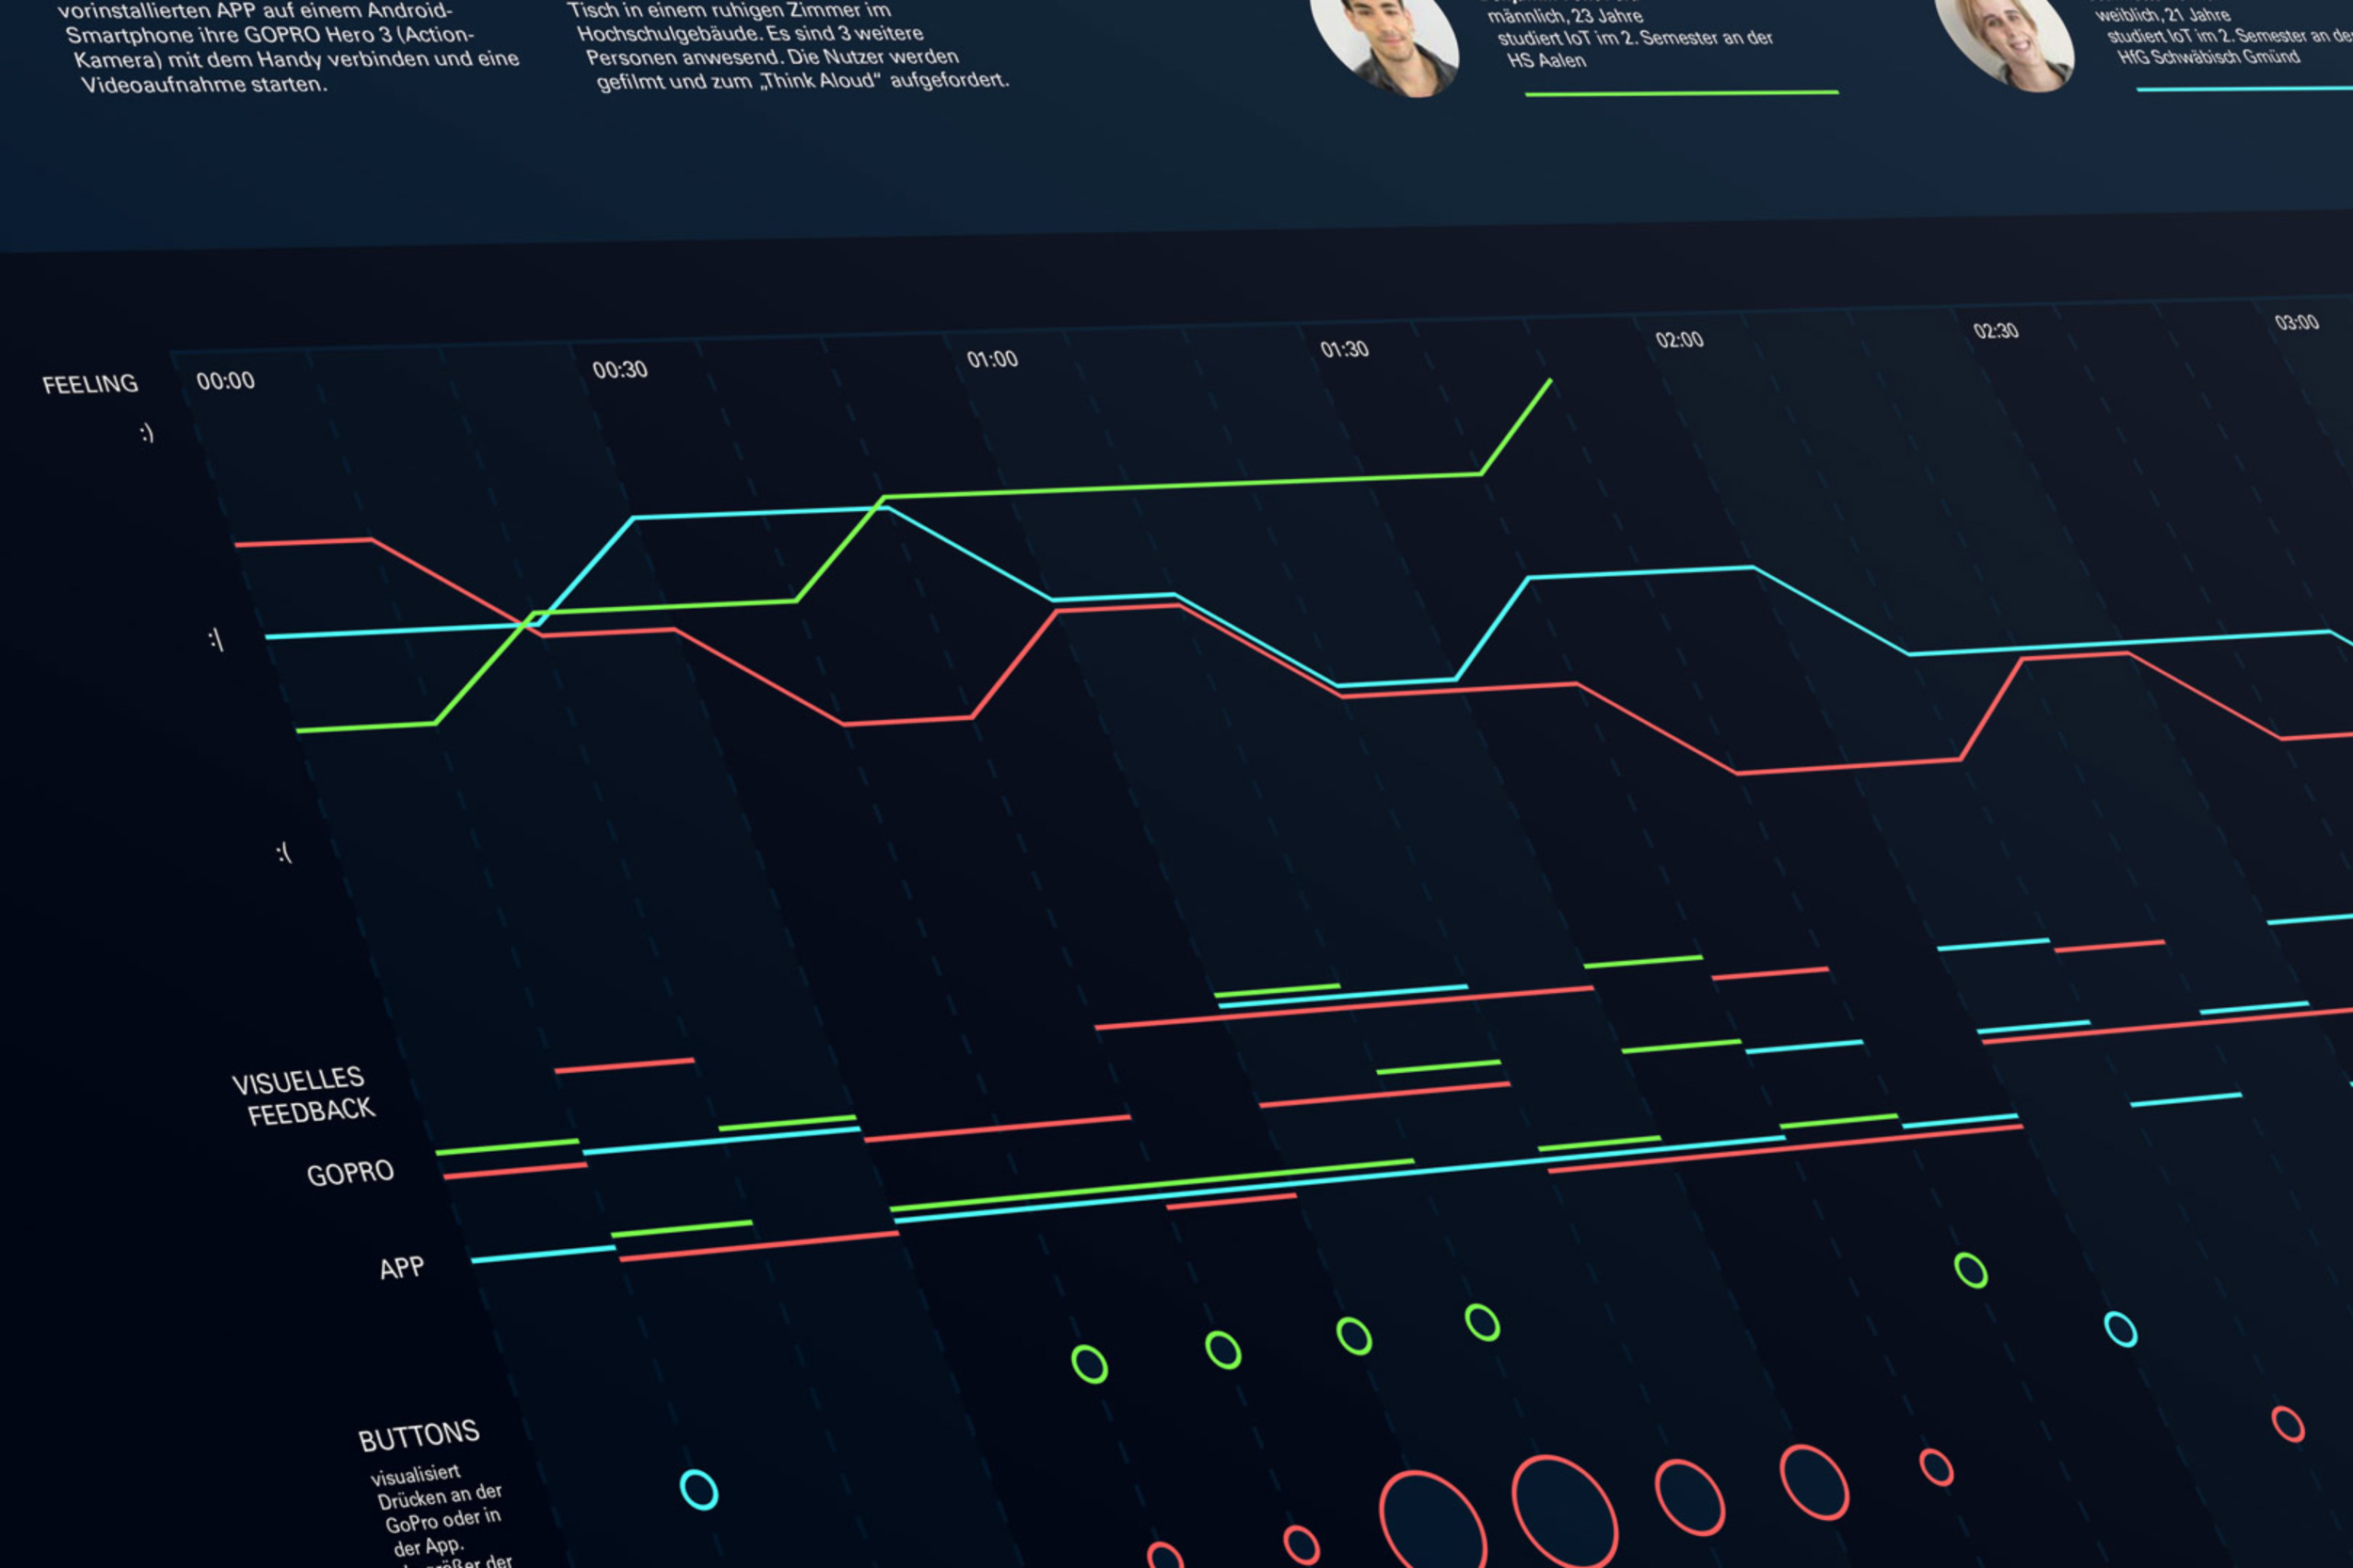 vorinstallierten APP auf einem Android-
Smartphone ihre GOPRO Hero 3 (Action-
Kamera) mit dem Handy verbinden und eine
Videoaufnahme starten.
Tisch in einem ruhigen Zimmer im
Hochschulgebäude. Es sind 3 weitere
Personen anwesend. Die Nutzer werden
gefilmt und zum „Think Aloud“ aufgefordert.
männlich, 23 Jahre
studiert IoT im 2. Semester an der
HS Aalen
weiblich, 21 Jahre
studiert IoT im 2. Semester an der
HfG Schwäbisch Gmünd
FEELING
00:00
00:30
01:00
01:30
02:00
02:30
03:00
:)
:|
:(
VISUELLES
FEEDBACK
GOPRO
APP
BUTTONS
visualisiert
Drücken an der
GoPro oder in
der App.
der